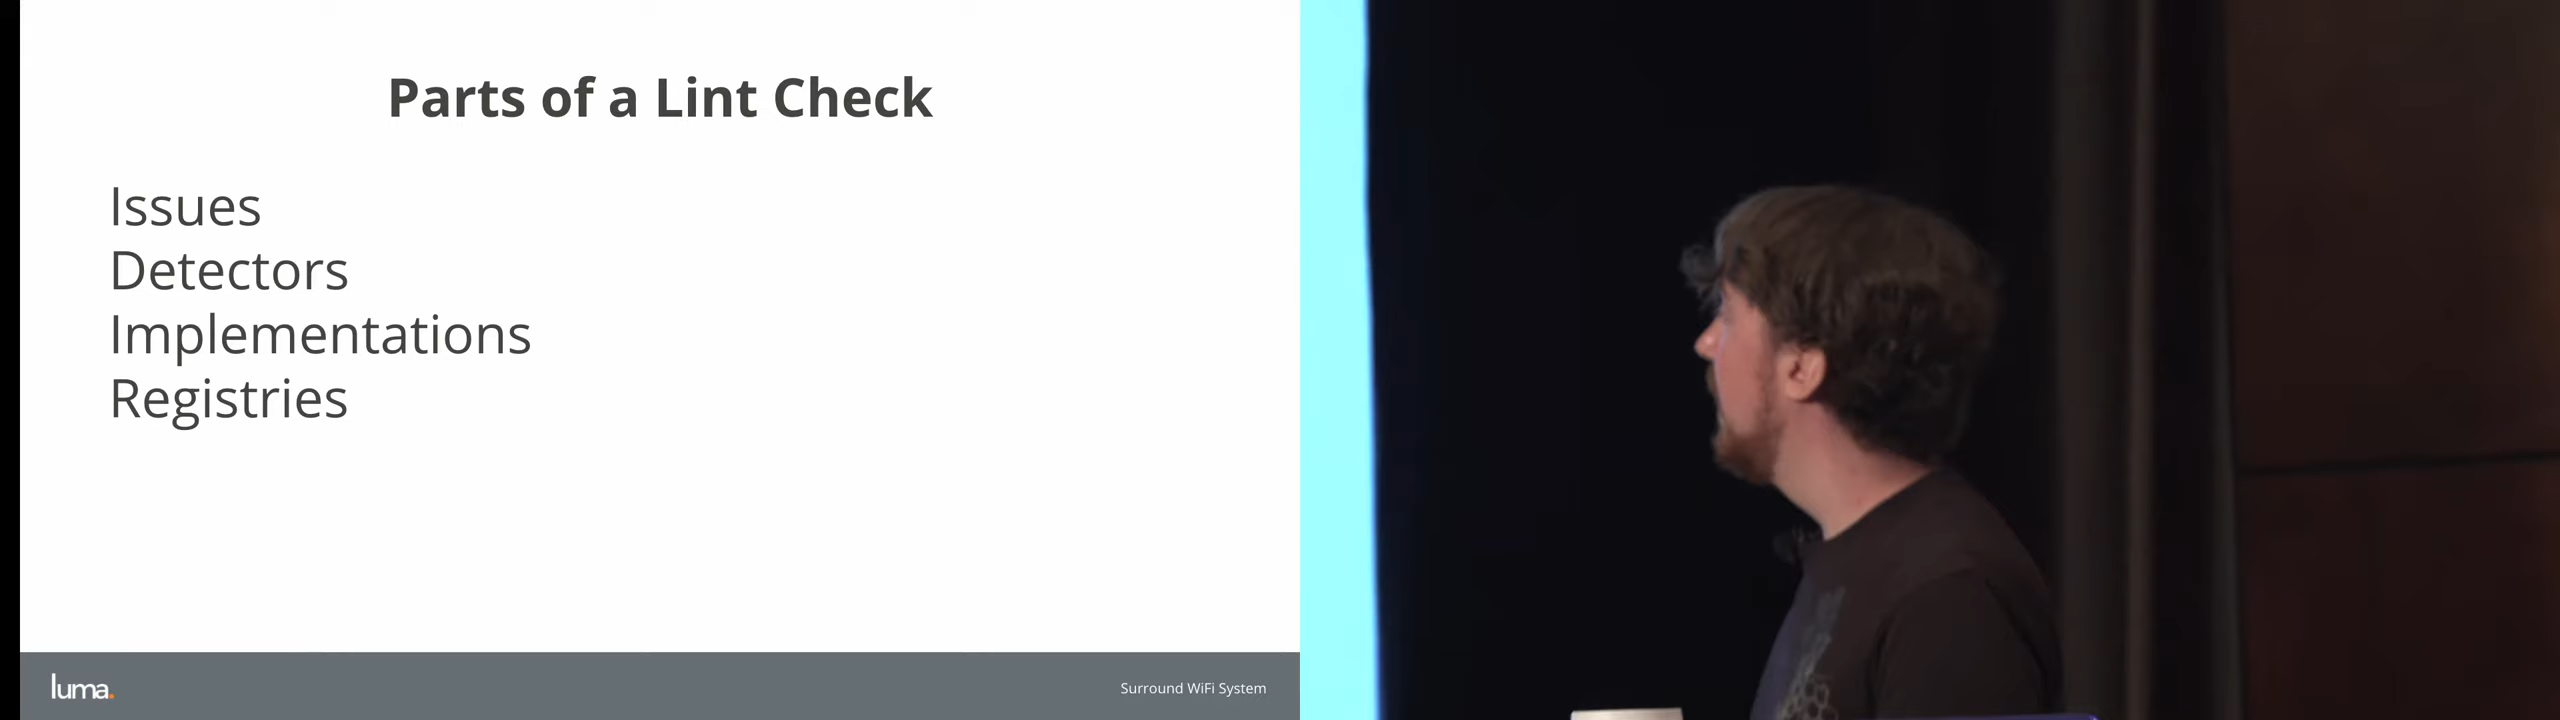 Parts of a Lint Check
Issues
Detectors
Implementations
Registries
luma.
Surround WiFi System